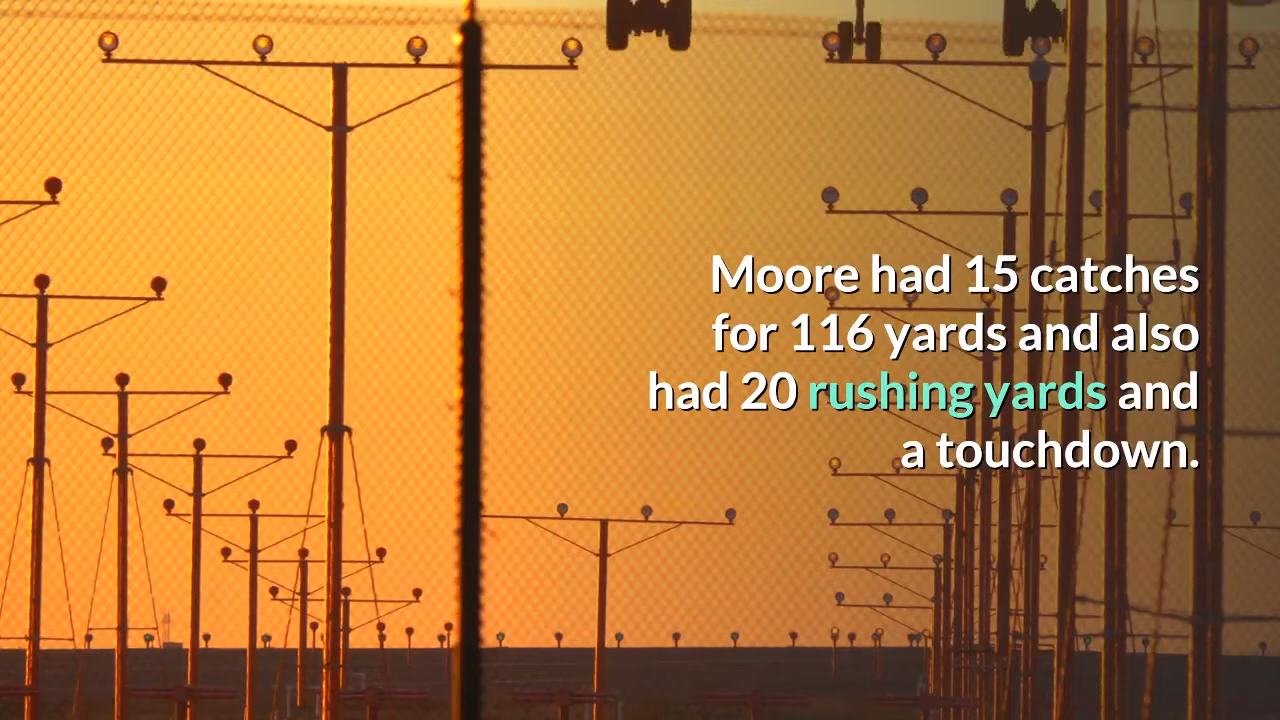 Moore had 15 catches
for 116 yards and also
had 20 rushing yards and
a touchdown.